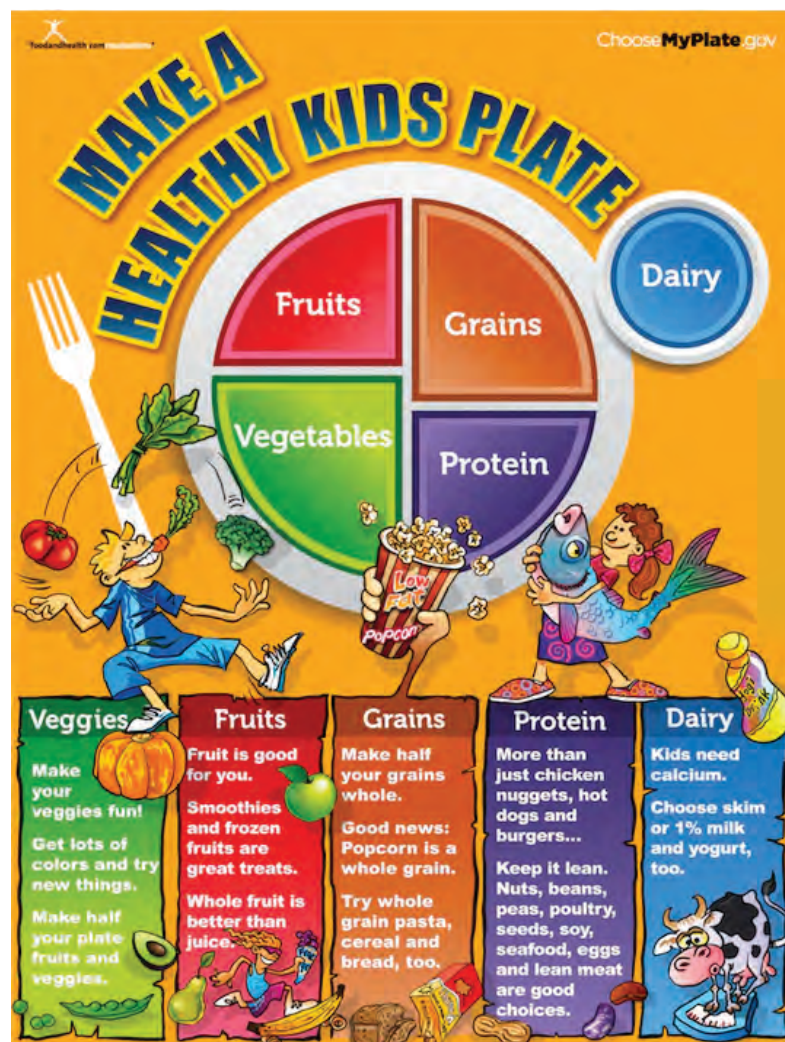 foodandhealth.com
ChooseMyPlate.gov
MAKE A
HEALTHY KIDS PLATE
Dairy
Fruits
Grains
Vegetables
Protein
Low
Fat
Popcorn
Veggies
Make
your
veggies fun!
Get lots of
colors and try
new things.
Make half
your plate
fruits and
veggies.
Fruits
Fruit is good
for you.
Smoothies
and frozen
fruits are
great treats.
Whole fruit is
better than
juice.
Grains
Make half
your grains
whole.
Good news:
Popcorn is a
whole grain.
Try whole
grain pasta,
cereal and
bread, too.
Protein
More than
just chicken
nuggets, hot
dogs and
burgers...
Keep it lean.
Nuts, beans,
peas, poultry,
seeds, soy,
seafood, eggs
and lean meat
are good
choices.
Dairy
Kids need
calcium.
Choose skim
or 1% milk
and yogurt,
too.